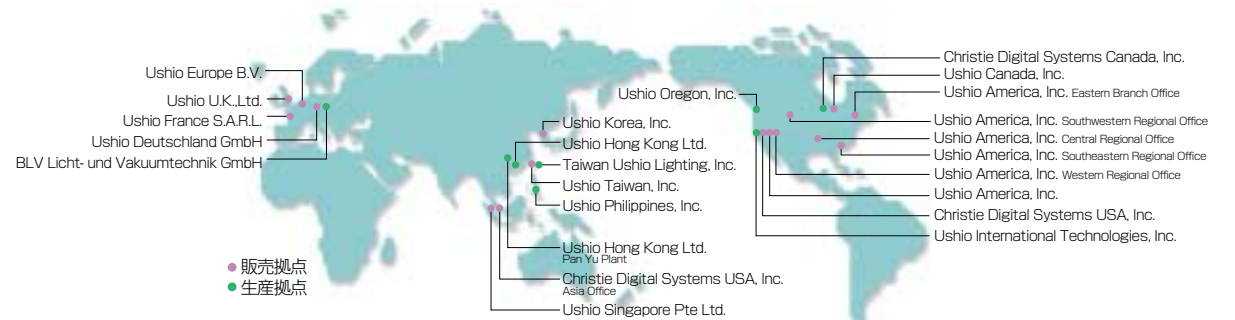 Ushio Europe B.V.
Ushio U.K.,Ltd.
Ushio France S.A.R.L.
Ushio Deutschland GmbH
BLV Licht- und Vakuumtechnik GmbH
販売拠点
生産拠点
Ushio Korea, Inc.
Ushio Hong Kong Ltd.
Taiwan Ushio Lighting, Inc.
Ushio Taiwan, Inc.
Ushio Philippines, Inc.
Ushio Hong Kong Ltd.
Pan Yu Plant
Christie Digital Systems USA, Inc.
Asia Office
Ushio Singapore Pte Ltd.
Ushio Oregon, Inc.
Christie Digital Systems Canada, Inc.
Ushio Canada, Inc.
Ushio America, Inc. Eastern Branch Office
Ushio America, Inc. Southwestern Regional Office
Ushio America, Inc. Central Regional Office
Ushio America, Inc. Southeastern Regional Office
Ushio America, Inc. Western Regional Office
Ushio America, Inc.
Christie Digital Systems USA, Inc.
Ushio International Technologies, Inc.